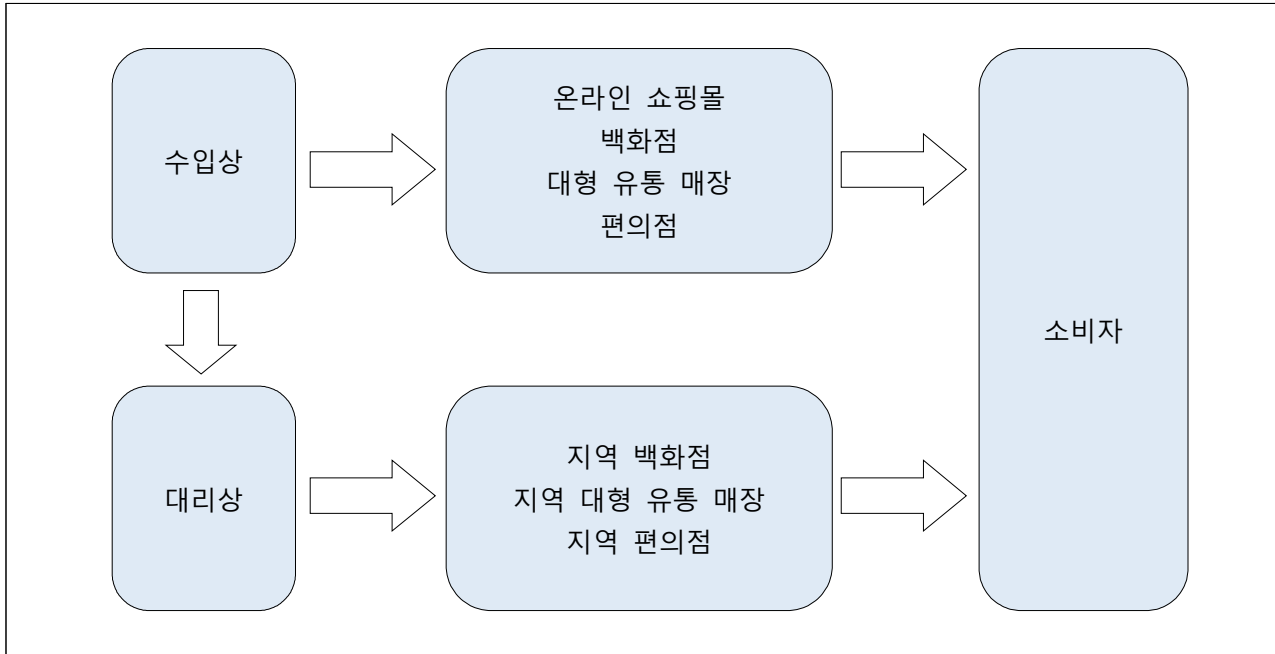 수입상
온라인 쇼핑몰
백화점
대형 유통 매장
편의점
소비자
대리상
지역 백화점
지역 대형 유통 매장
지역 편의점